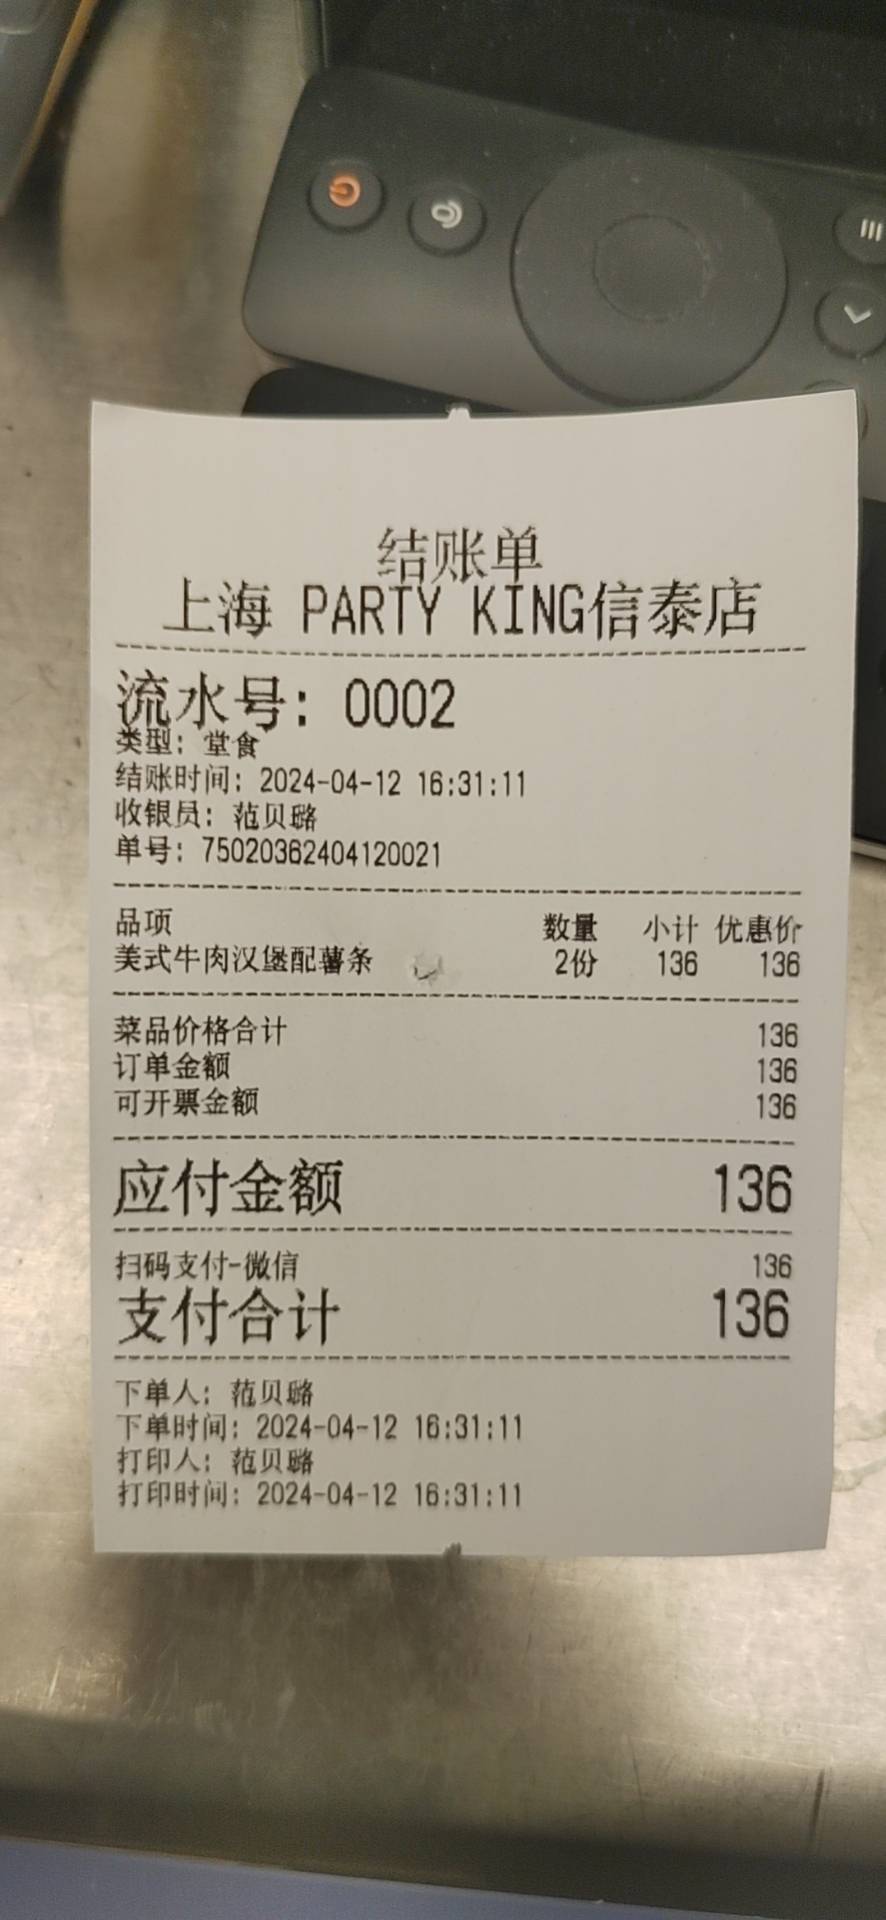 结账单
上海 PARTY KING信泰店
流水号: 0002
类型: 堂食
结账时间: 2024-04-12 16:31:11
收银员: 范贝璐
单号: 75020362404120021
品项 数量 小计 优惠价
美式牛肉汉堡配薯条 2份 136 136
菜品价格合计 136
订单金额 136
可开票金额 136
应付金额 136
扫码支付-微信 136
支付合计 136
下单人: 范贝璐
下单时间: 2024-04-12 16:31:11
打印人: 范贝璐
打印时间: 2024-04-12 16:31:11